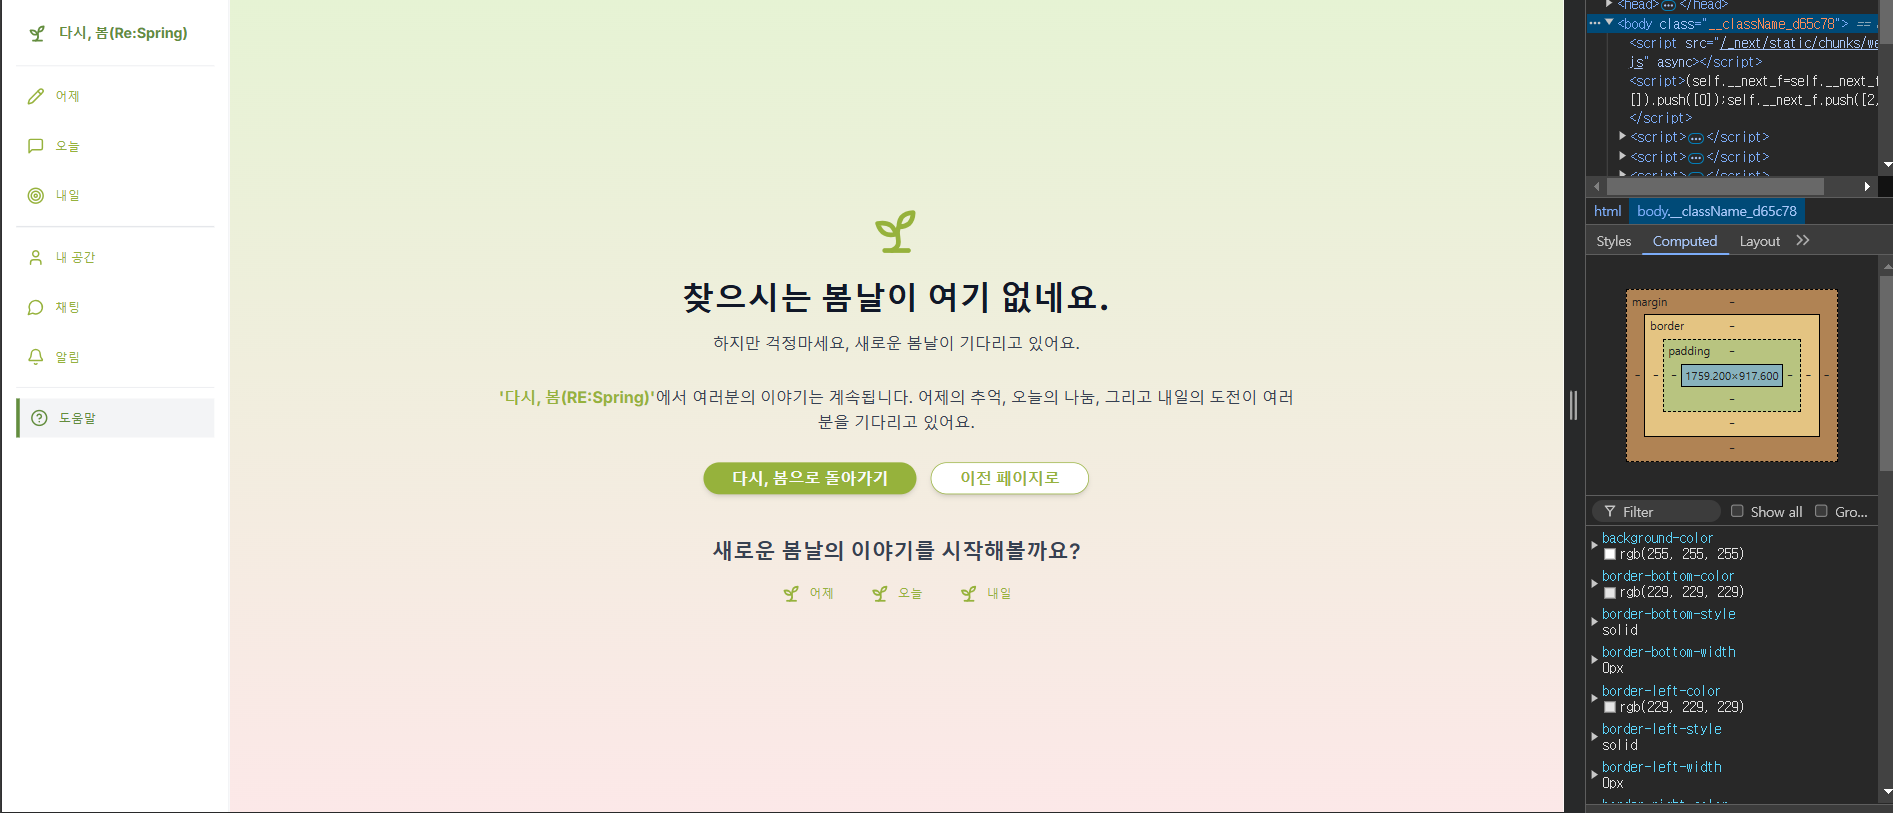 다시, 봄(Re:Spring)
어제
오늘
내일
내 공간
채팅
알림
도움말
찾으시는 봄날이 여기 없네요.
하지만 걱정마세요, 새로운 봄날이 기다리고 있어요.
'다시, 봄(RE:Spring)'에서 여러분의 이야기는 계속됩니다. 어제의 추억, 오늘의 나눔, 그리고 내일의 도전이 여러
분을 기다리고 있어요.
다시, 봄으로 돌아가기
이전 페이지로
새로운 봄날의 이야기를 시작해볼까요?
어제
오늘
내일
<head>…</head>
<body class="__className_d65c78"> ==
<script src="/_next/static/chunks/we
js" async></script>
<script>(self.__next_f=self.__next_f
[]).push([0]);self.__next_f.push([2,
</script>
<script>…</script>
<script>…</script>
<script>…</script>
html
body.__className_d65c78
Styles
Computed
Layout
margin
-
border
-
padding
-
- - - 1759.200×917.600 - - -
-
-
-
Filter
Show all
Gro...
background-color
rgb(255, 255, 255)
border-bottom-color
rgb(229, 229, 229)
border-bottom-style
solid
border-bottom-width
0px
border-left-color
rgb(229, 229, 229)
border-left-style
solid
border-left-width
0px
border-right-color